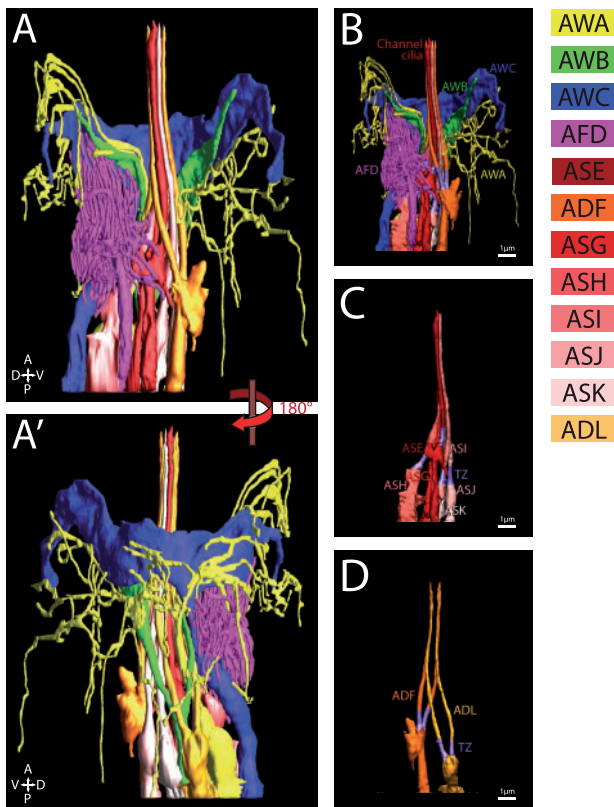 A
A
D V
P
180°
A'
A
V D
P
B
Channel
cilia
AWC
AWB
AFD
AWA
1µm
C
ASE
ASI
ASG
TZ
ASH
ASJ
ASK
1µm
D
ADF
ADL
TZ
1µm
AWA
AWB
AWC
AFD
ASE
ADF
ASG
ASH
ASI
ASJ
ASK
ADL